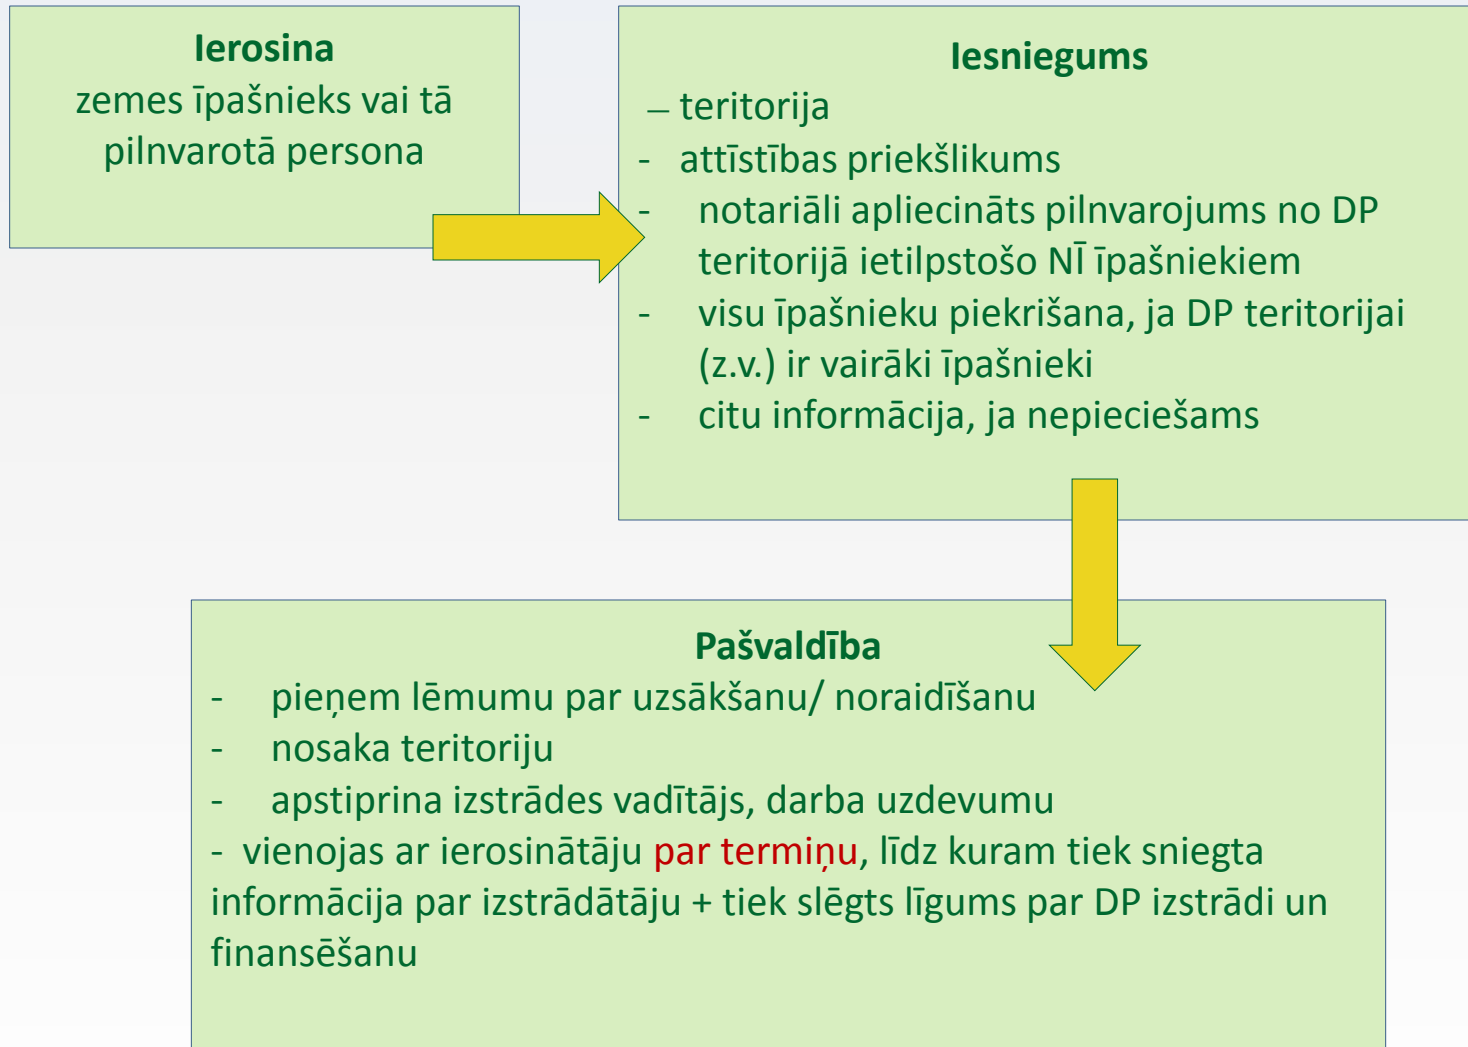 Ierosina
zemes īpašnieks vai tā
pilnvarotā persona
Iesniegums
– teritorija
- attīstības priekšlikums
- notariāli apliecināts pilnvarojums no DP
teritorijā ietilpstošo NĪ īpašniekiem
- visu īpašnieku piekrišana, ja DP teritorijai
(z.v.) ir vairāki īpašnieki
- citu informācija, ja nepieciešams
Pašvaldība
- pieņem lēmumu par uzsākšanu/ noraidīšanu
- nosaka teritoriju
- apstiprina izstrādes vadītājs, darba uzdevumu
- vienojas ar ierosinātāju par termiņu, līdz kuram tiek sniegta
informācija par izstrādātāju + tiek slēgts līgums par DP izstrādi un
finansēšanu